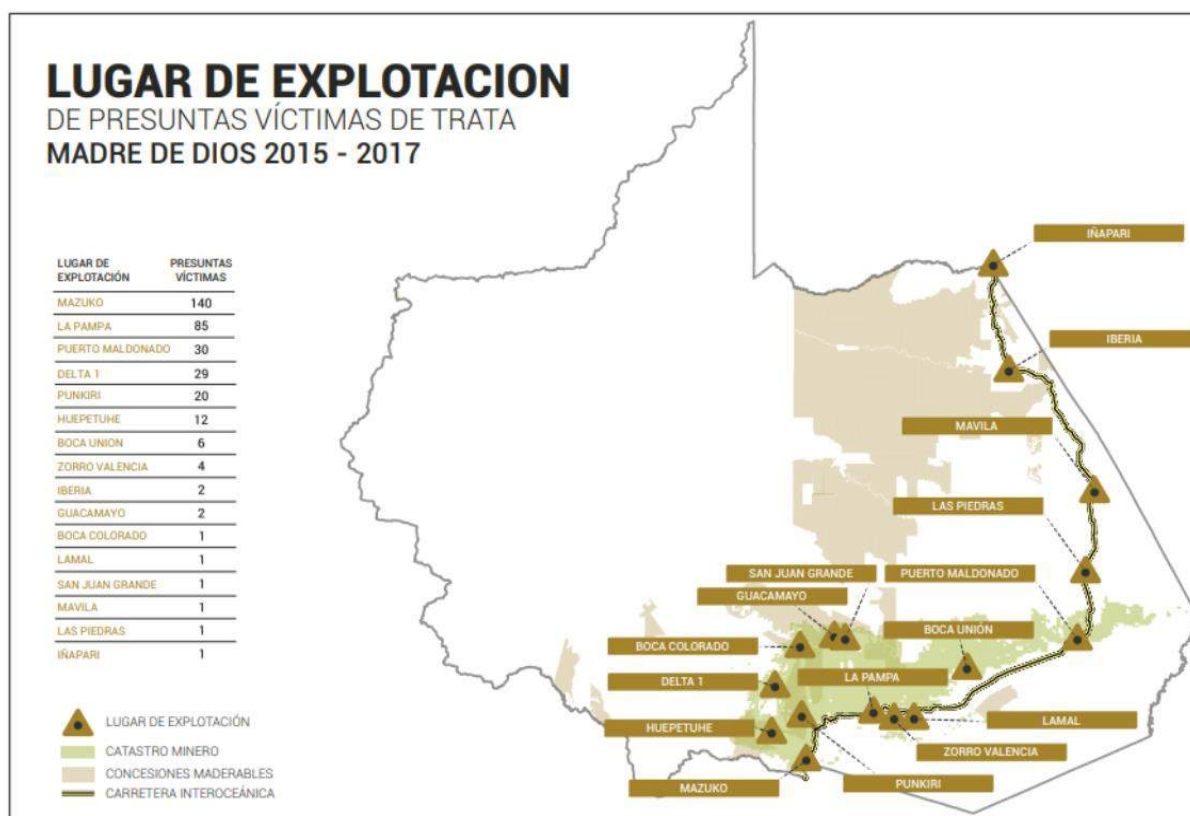 LUGAR DE EXPLOTACION
DE PRESUNTAS VÍCTIMAS DE TRATA
MADRE DE DIOS 2015 - 2017
LUGAR DE EXPLOTACIÓN PRESUNTAS VÍCTIMAS
MAZUKO 140
LA PAMPA 85
PUERTO MALDONADO 30
DELTA 1 29
PUNKIRI 20
HUEPETUHE 12
BOCA UNION 6
ZORRO VALENCIA 4
IBERIA 2
GUACAMAYO 2
BOCA COLORADO 1
LAMAL 1
SAN JUAN GRANDE 1
MAVILA 1
LAS PIEDRAS 1
IÑAPARI 1
LUGAR DE EXPLOTACIÓN
CATASTRO MINERO
CONCESIONES MADERABLES
CARRETERA INTEROCEÁNICA
IÑAPARI
IBERIA
MAVILA
LAS PIEDRAS
SAN JUAN GRANDE
PUERTO MALDONADO
GUACAMAYO
BOCA UNIÓN
BOCA COLORADO
LA PAMPA
DELTA 1
HUEPETUHE
LAMAL
ZORRO VALENCIA
MAZUKO
PUNKIRI